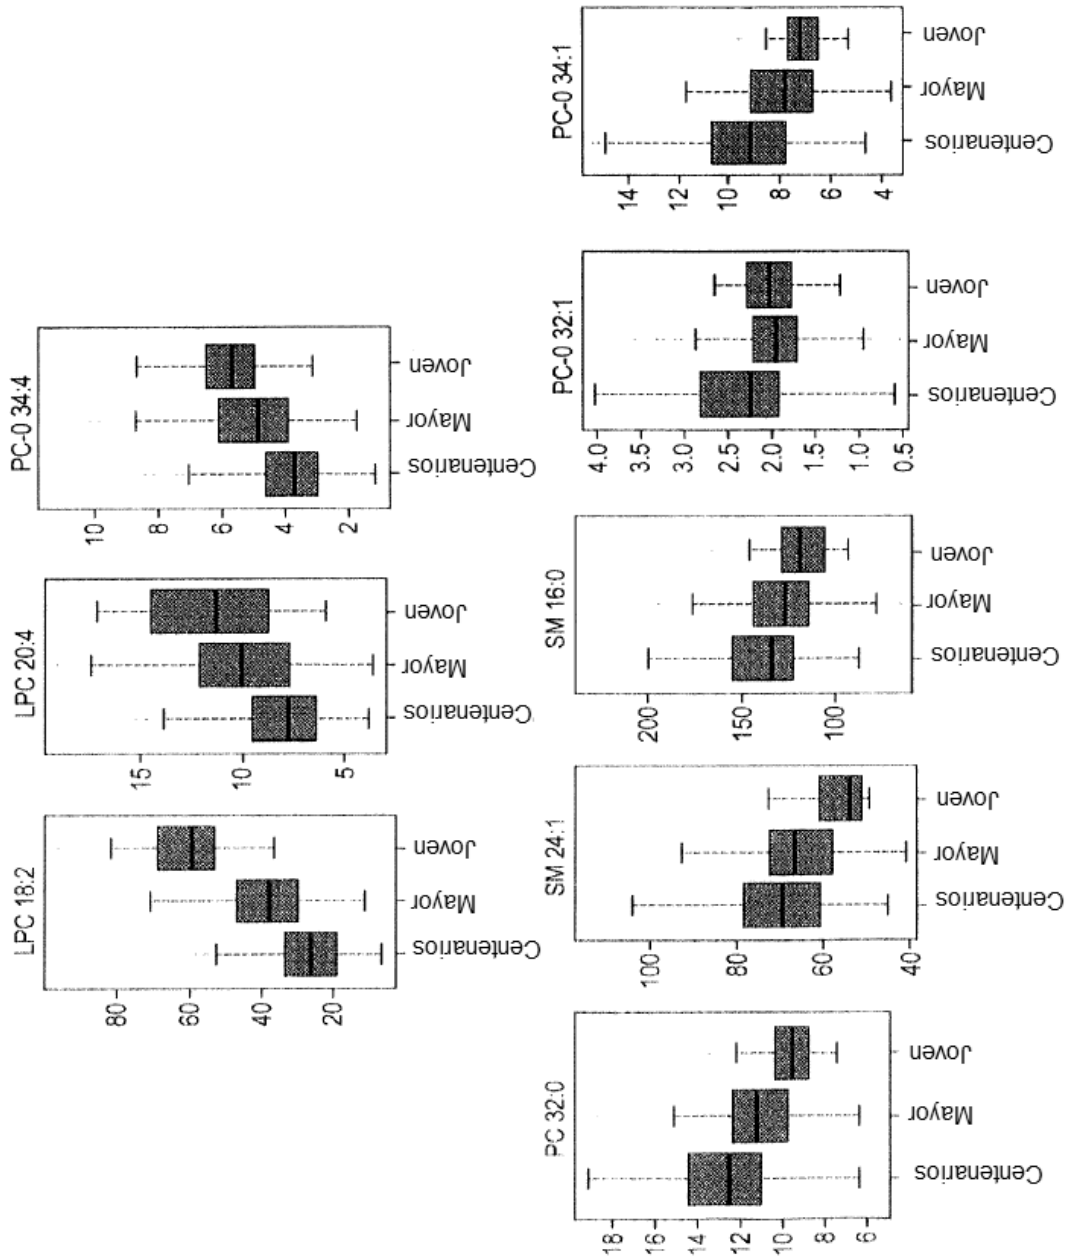 LPC 18:2
80
60
40
20
Centenarios
Mayor
Joven
LPC 20:4
15
10
5
Centenarios
Mayor
Joven
PC-0 34:4
10
8
6
4
2
Centenarios
Mayor
Joven
PC 32:0
18
16
14
12
10
8
6
Centenarios
Mayor
Joven
SM 24:1
100
80
60
40
Centenarios
Mayor
Joven
SM 16:0
200
150
100
Centenarios
Mayor
Joven
PC-0 32:1
4.0
3.0
2.5
2.0
1.5
0.5
Centenarios
Mayor
Joven
PC-0 34:1
14
12
10
8
6
4
Centenarios
Mayor
Joven